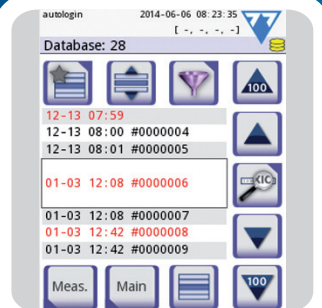 autologin 2014-06-06 08:23:35
[ -, -, -, -]
Database: 28
100
12-13 07:59
12-13 08:00 #0000004
12-13 08:01 #0000005
01-03 12:08 #0000006
<IC>
01-03 12:08 #0000007
01-03 12:42 #0000008
01-03 12:42 #0000009
Meas. Main 100